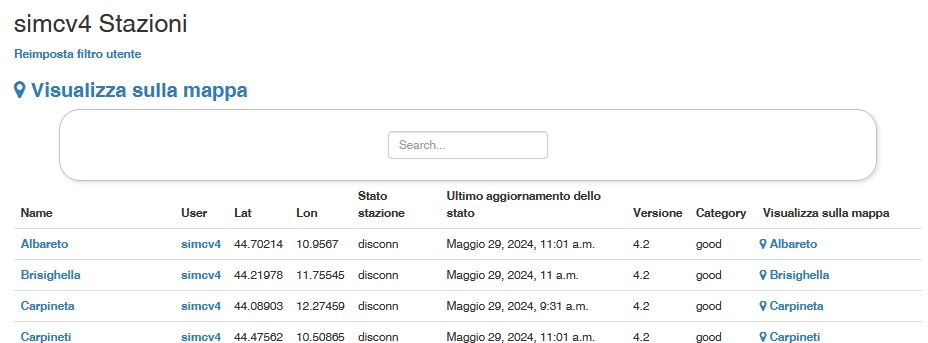 simcv4 Stazioni
Reimposta filtro utente
Visualizza sulla mappa
Search...
Name User Lat Lon Stato stazione Ultimo aggiornamento dello stato Versione Category Visualizza sulla mappa
Albareto simcv4 44.70214 10.9567 disconn Maggio 29, 2024, 11:01 a.m. 4.2 good Albareto
Brisighella simcv4 44.21978 11.75545 disconn Maggio 29, 2024, 11 a.m. 4.2 good Brisighella
Carpineta simcv4 44.08903 12.27459 disconn Maggio 29, 2024, 9:31 a.m. 4.2 good Carpineta
Carpineti simcv4 44.47562 10.50865 disconn Maggio 29, 2024, 11:01 a.m. 4.2 good Carpineti